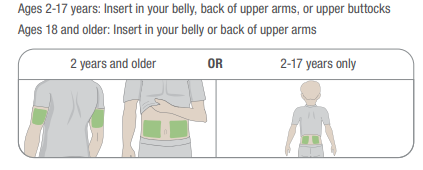 Ages 2-17 years: Insert in your belly, back of upper arms, or upper buttocks
Ages 18 and older: Insert in your belly or back of upper arms
2 years and older OR 2-17 years only